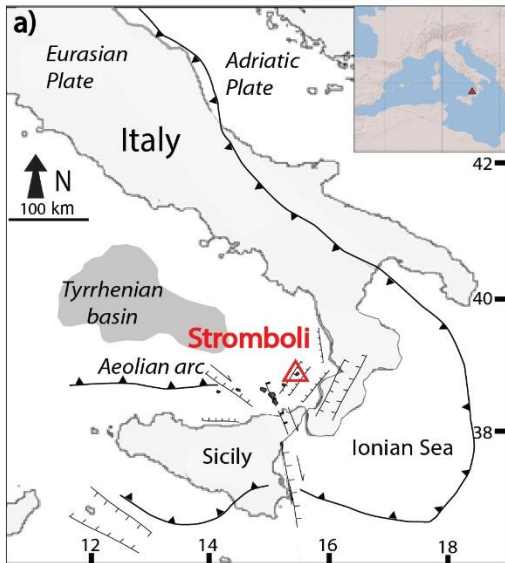 a)
Eurasian
Plate
Adriatic
Plate
Italy
N
100 km
42
Tyrrhenian
basin
40
Stromboli
Aeolian arc
Sicily
Ionian Sea
38
12
14
16
18